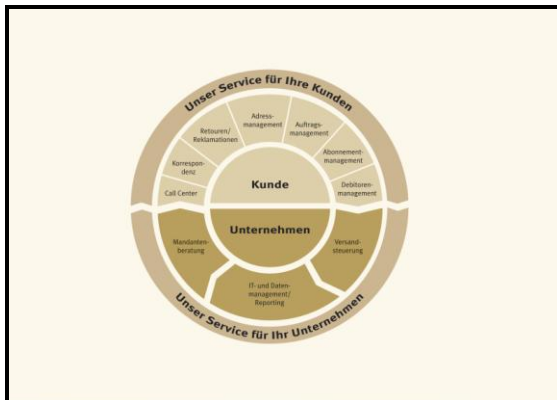 Unser Service für Ihre Kunden
Adress-
management
Auftrags-
management
Retouren/
Reklamationen
Abonnement-
management
Korrespon-
denz
Debitoren-
management
Call Center
Kunde
Unternehmen
Mandanten-
beratung
Versand-
steuerung
IT- und Daten-
management/
Reporting
Unser Service für Ihr Unternehmen